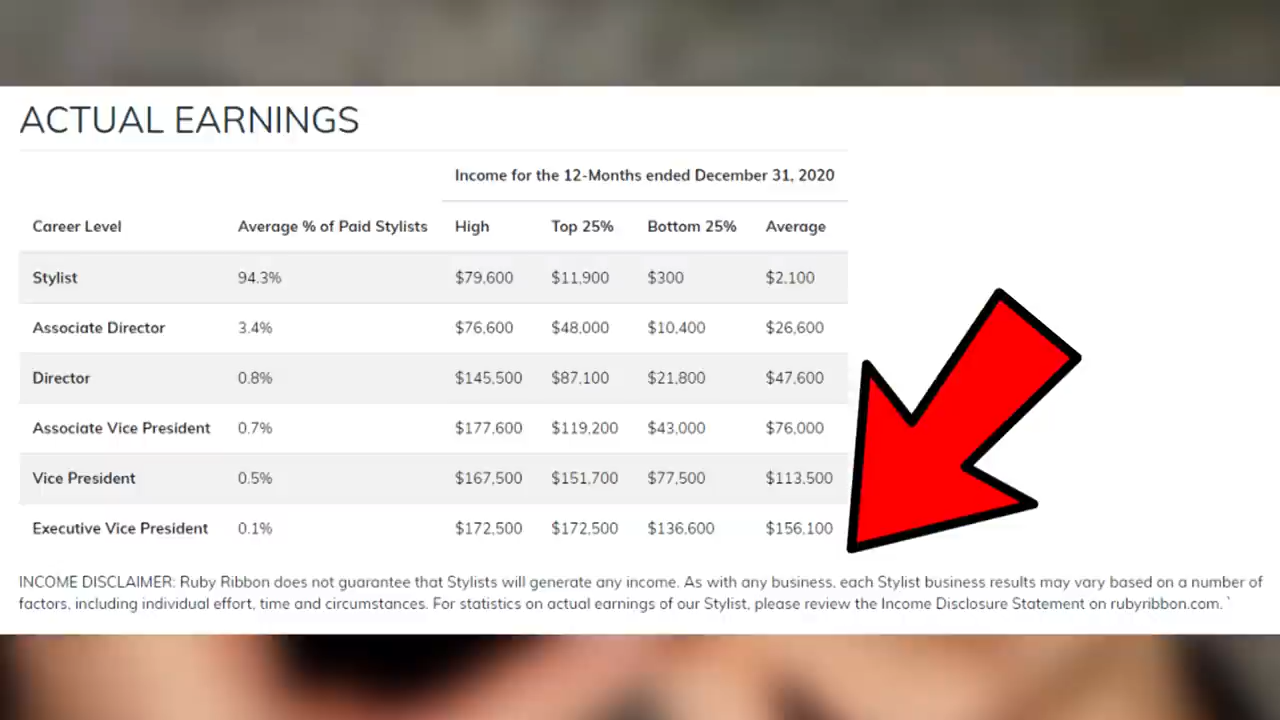 ACTUAL EARNINGS
Income for the 12-Months ended December 31, 2020
Career Level Average % of Paid Stylists High Top 25% Bottom 25% Average
Stylist 94.3% $79,600 $11,900 $300 $2,100
Associate Director 3.4% $76,600 $48,000 $10,400 $26,600
Director 0.8% $145,500 $87,100 $21,800 $47,600
Associate Vice President 0.7% $177,600 $119,200 $43,000 $76,000
Vice President 0.5% $167,500 $151,700 $77,500 $113,500
Executive Vice President 0.1% $172,500 $172,500 $136,600 $156,100
INCOME DISCLAIMER: Ruby Ribbon does not guarantee that Stylists will generate any income. As with any business, each Stylist business results may vary based on a number of
factors, including individual effort, time and circumstances. For statistics on actual earnings of our Stylist, please review the Income Disclosure Statement on rubyribbon.com. `